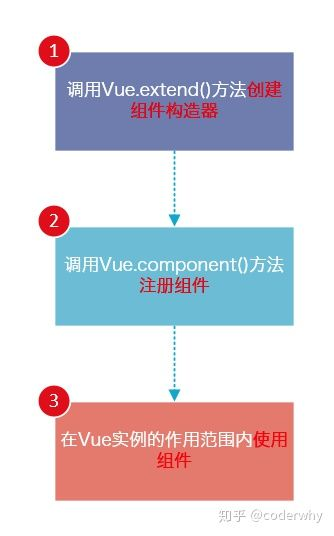 1
调用Vue.extend()方法创建
组件构造器
2
调用Vue.component()方法
注册组件
3
在Vue实例的作用范围内使用
组件
知乎 @coderwhy